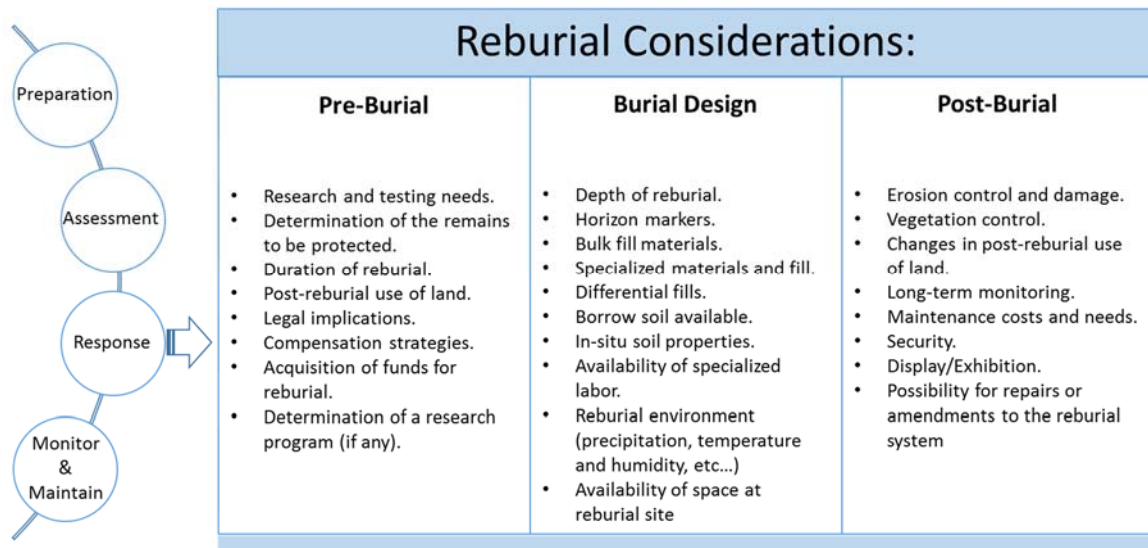 Preparation
Assessment
Response
Monitor
&
Maintain
Reburial Considerations:
Pre-Burial
• Research and testing needs.
• Determination of the remains
to be protected.
• Duration of reburial.
• Post-reburial use of land.
• Legal implications.
• Compensation strategies.
• Acquisition of funds for
reburial.
• Determination of a research
program (if any).
Burial Design
• Depth of reburial.
• Horizon markers.
• Bulk fill materials.
• Specialized materials and fill.
• Differential fills.
• Borrow soil available.
• In-situ soil properties.
• Availability of specialized
labor.
• Reburial environment
(precipitation, temperature
and humidity, etc...)
• Availability of space at
reburial site
Post-Burial
• Erosion control and damage.
• Vegetation control.
• Changes in post-reburial use
of land.
• Long-term monitoring.
• Maintenance costs and needs.
• Security.
• Display/Exhibition.
• Possibility for repairs or
amendments to the reburial
system